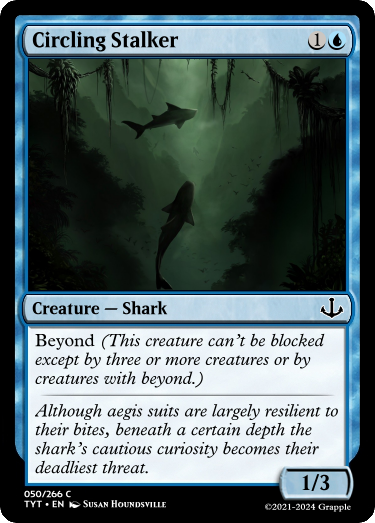 Circling Stalker 1
Creature — Shark
Beyond (This creature can't be blocked
except by three or more creatures or by
creatures with beyond.)
Although aegis suits are largely resilient to
their bites, beneath a certain depth the
shark's cautious curiosity becomes their
deadliest threat.
1/3
050/266 C
TYT • EN Susan Houndsville
©2021-2024 Grapple